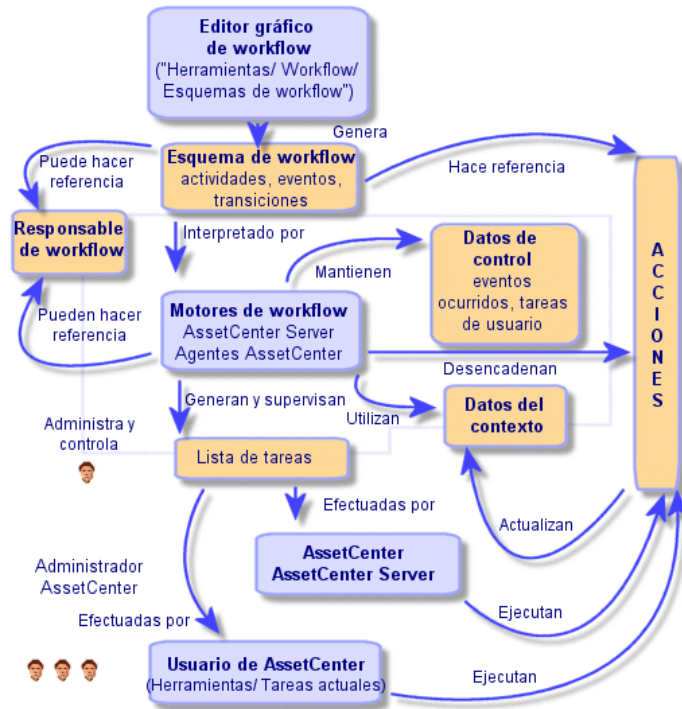 Editor gráfico
de workflow
("Herramientas/ Workflow/
Esquemas de workflow")
Genera
Puede hacer
referencia
Esquema de workflow
actividades, eventos,
transiciones
Hace referencia
Responsable
de workflow
Interpretado por
Mantienen
Datos de
control
eventos
ocurridos, tareas
de usuario
ACCIONES
Pueden hacer
referencia
Motores de workflow
AssetCenter Server
Agentes AssetCenter
Desencadenan
Generan y supervisan
Utilizan
Datos del
contexto
Administra y
controla
Lista de tareas
Efectuadas por
Actualizan
AssetCenter
AssetCenter Server
Administrador
AssetCenter
Efectuadas por
Ejecutan
Usuario de AssetCenter
(Herramientas/ Tareas actuales)
Ejecutan